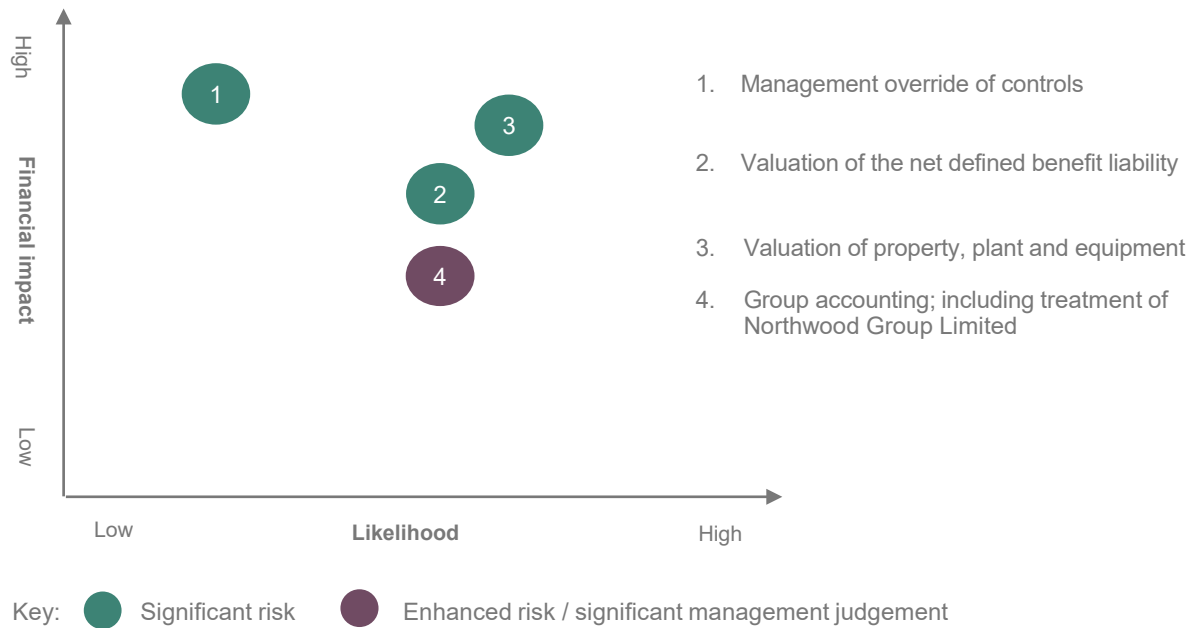 High
Financial impact
Low
1
3
2
4
1. Management override of controls
2. Valuation of the net defined benefit liability
3. Valuation of property, plant and equipment
4. Group accounting; including treatment of
Northwood Group Limited
Low
Likelihood
High
Key: Significant risk Enhanced risk / significant management judgement